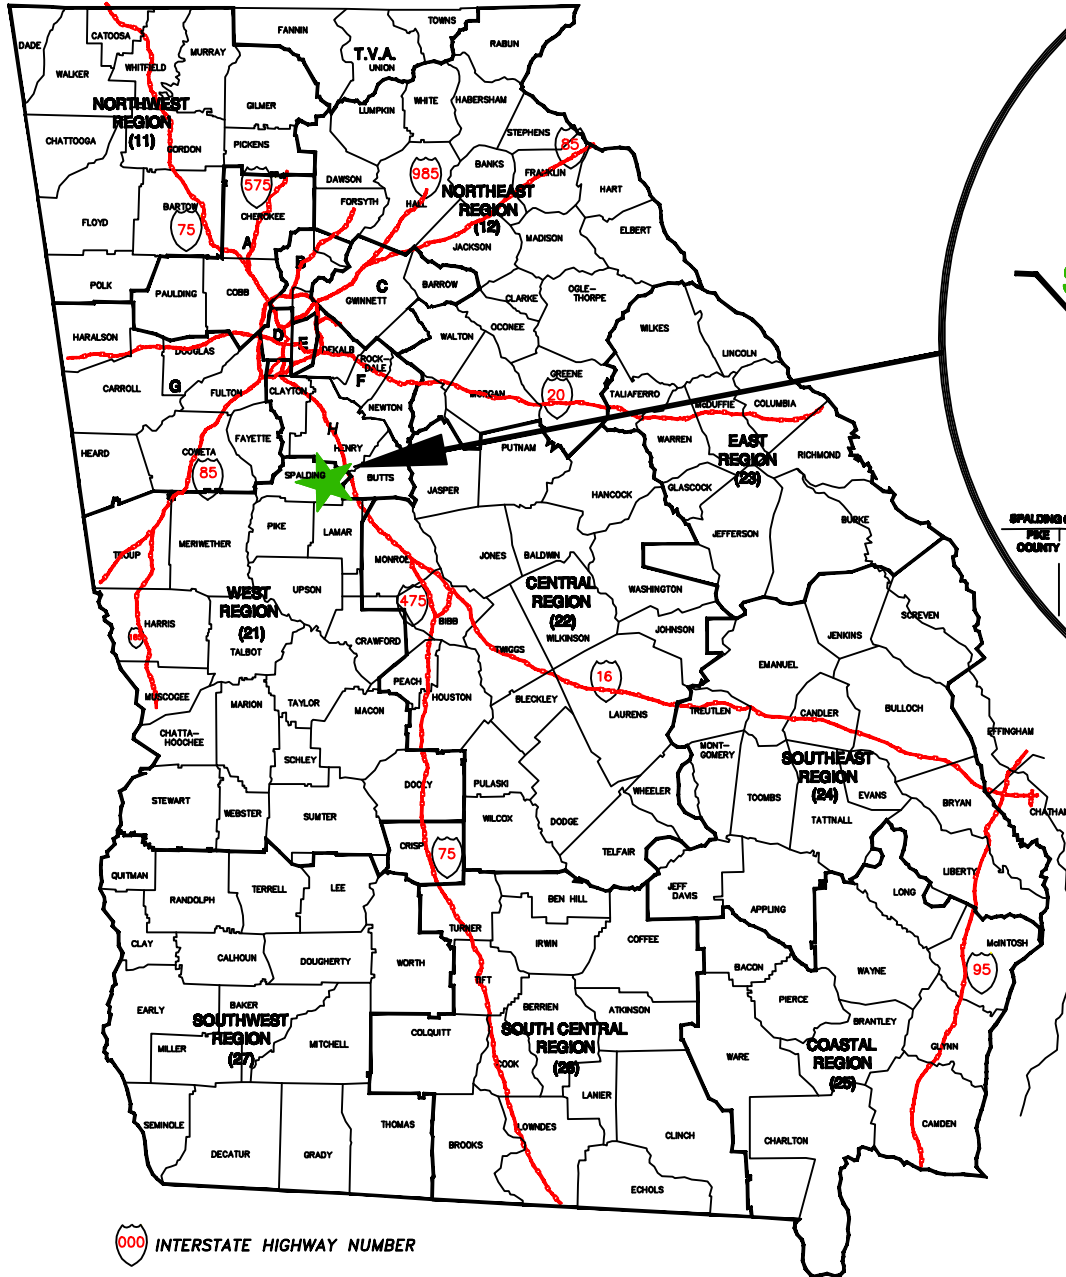 TOWNS
FANNIN
CATOOSA
RABUN
DADE
MURRAY
T.V.A.
UNION
WHITFIELD
WALKER
NORTHWEST
REGION
(11)
GILMER
LUMPKIN
WHITE
HABERSHAM
STEPHENS
CHATTOOGA
GORDON
PICKENS
85
BANKS
FRANKLIN
985
575
DAWSON
FORSYTH
HALL
NORTHEAST
REGION
(12)
HART
BARTOW
CHEROKEE
FLOYD
75
A
ELBERT
MADISON
JACKSON
B
POLK
PAULDING
COBB
C
GWINNETT
BARROW
CLARKE
OGLE-
THORPE
HARALSON
D
E
DOUGLAS
DEKALB
ROCK-
DALE
WALTON
OCONEE
WILKES
LINCOLN
CARROLL
G
FULTON
CLAYTON
F
NEWTON
MORGAN
GREENE
20
TALIAFERRO
McDUFFIE
COLUMBIA
H
HENRY
HEARD
COWETA
FAYETTE
85
SPALDING
BUTTS
JASPER
PUTNAM
WARREN
EAST
REGION
(23)
RICHMOND
GLASCOCK
HANCOCK
SPALDING
PIKE
COUNTY
PIKE
LAMAR
JEFFERSON
BURKE
TROUP
MERIWETHER
MONROE
JONES
BALDWIN
UPSON
WEST
REGION
(21)
475
BIBB
CENTRAL
REGION
(22)
WILKINSON
WASHINGTON
SCREVEN
HARRIS
TALBOT
CRAWFORD
TWIGGS
JOHNSON
JENKINS
EMANUEL
PEACH
HOUSTON
16
MUSCOGEE
MARION
TAYLOR
MACON
BLECKLEY
LAURENS
TREUTLEN
CANDLER
BULLOCH
CHATTA-
HOOCHEE
SCHLEY
MONT-
GOMERY
EFFINGHAM
SOUTHEAST
REGION
(24)
STEWART
WEBSTER
SUMTER
DOOLY
PULASKI
WHEELER
TOOMBS
EVANS
TATTNALL
BRYAN
CHATHAM
WILCOX
DODGE
CRISP
75
TELFAIR
QUITMAN
RANDOLPH
TERRELL
LEE
BEN HILL
JEFF
DAVIS
APPLING
LONG
LIBERTY
CLAY
CALHOUN
DOUGHERTY
WORTH
TURNER
IRWIN
COFFEE
McINTOSH
TIFT
BACON
WAYNE
95
EARLY
BAKER
BERRIEN
ATKINSON
PIERCE
SOUTHWEST
REGION
(27)
MILLER
MITCHELL
COLQUITT
SOUTH CENTRAL
REGION
(26)
COOK
BRANTLEY
WARE
COASTAL
REGION
(25)
GLYNN
LANIER
SEMINOLE
DECATUR
GRADY
THOMAS
BROOKS
LOWNDES
CLINCH
CHARLTON
CAMDEN
ECHOLS
000 INTERSTATE HIGHWAY NUMBER